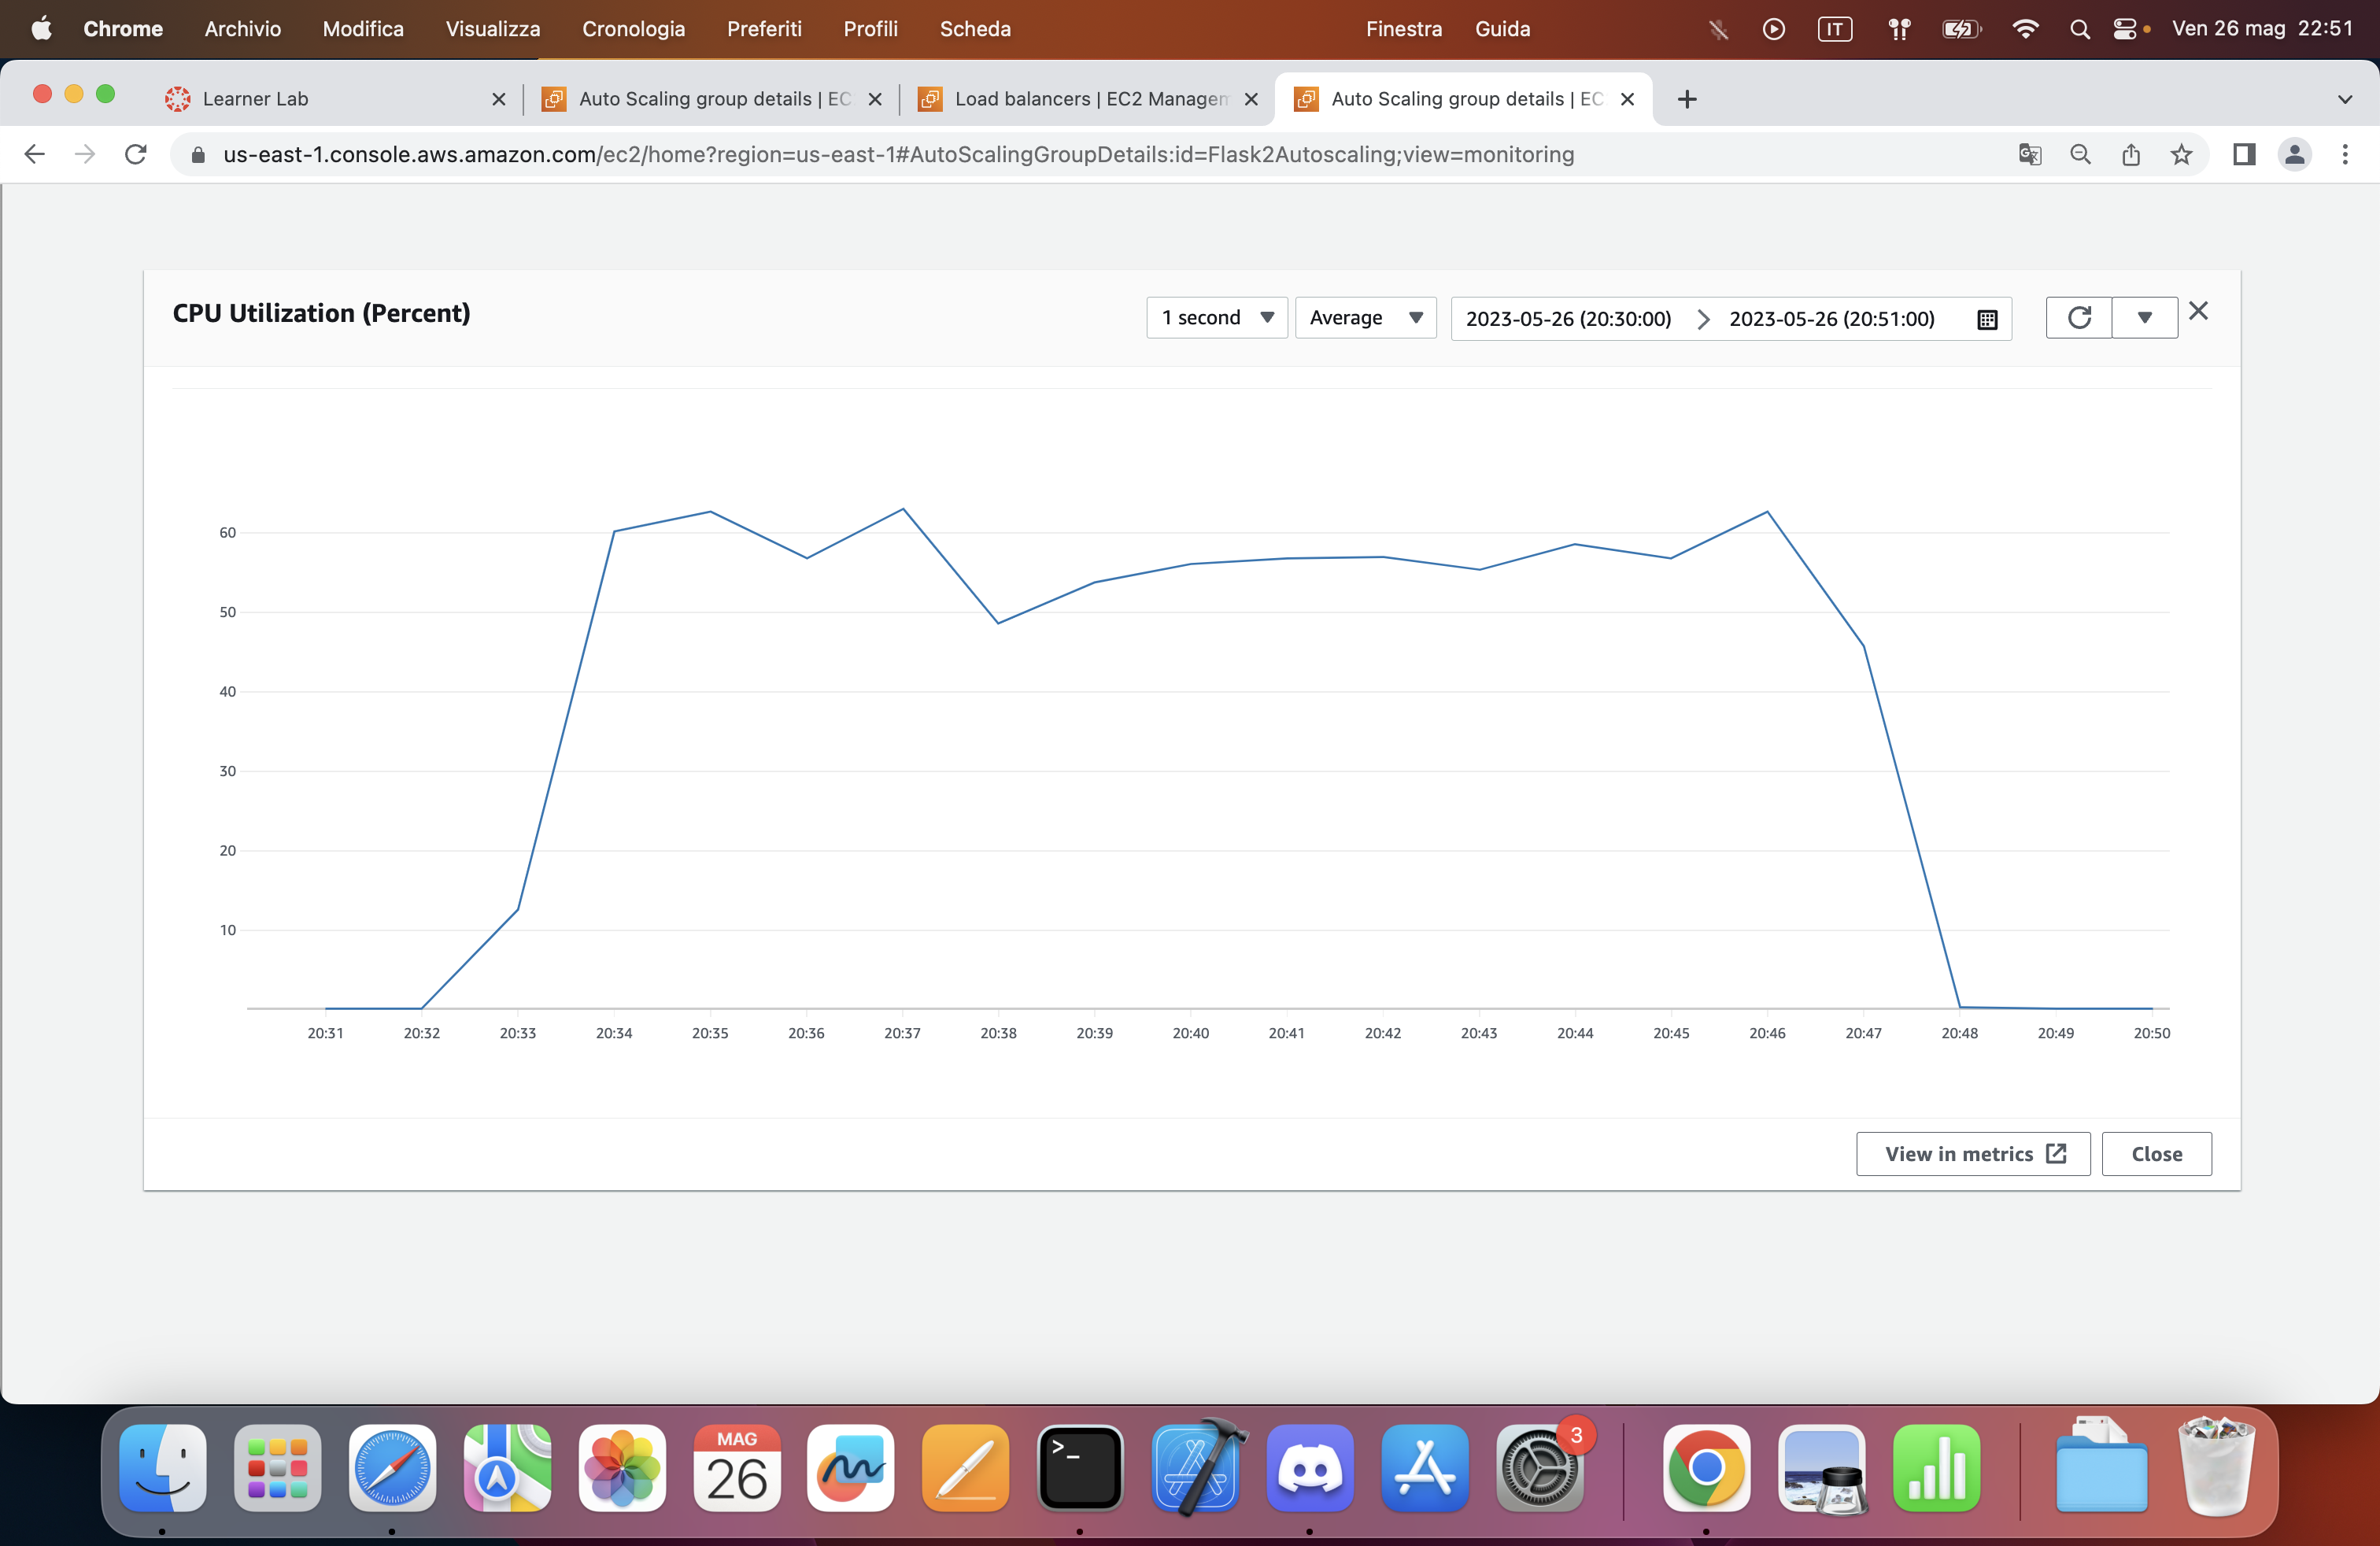 Chrome Archivio Modifica Visualizza Cronologia Preferiti Profili Scheda Finestra Guida IT Ven 26 mag 22:51
Learner Lab Auto Scaling group details | EC Load balancers | EC2 Managem Auto Scaling group details | EC
us-east-1.console.aws.amazon.com/ec2/home?region=us-east-1#AutoScalingGroupDetails:id=Flask2Autoscaling;view=monitoring
CPU Utilization (Percent) 1 second Average 2023-05-26 (20:30:00) 2023-05-26 (20:51:00)
60
50
40
30
20
10
20:31 20:32 20:33 20:34 20:35 20:36 20:37 20:38 20:39 20:40 20:41 20:42 20:43 20:44 20:45 20:46 20:47 20:48 20:49 20:50
View in metrics Close
MAG
26
>_
3